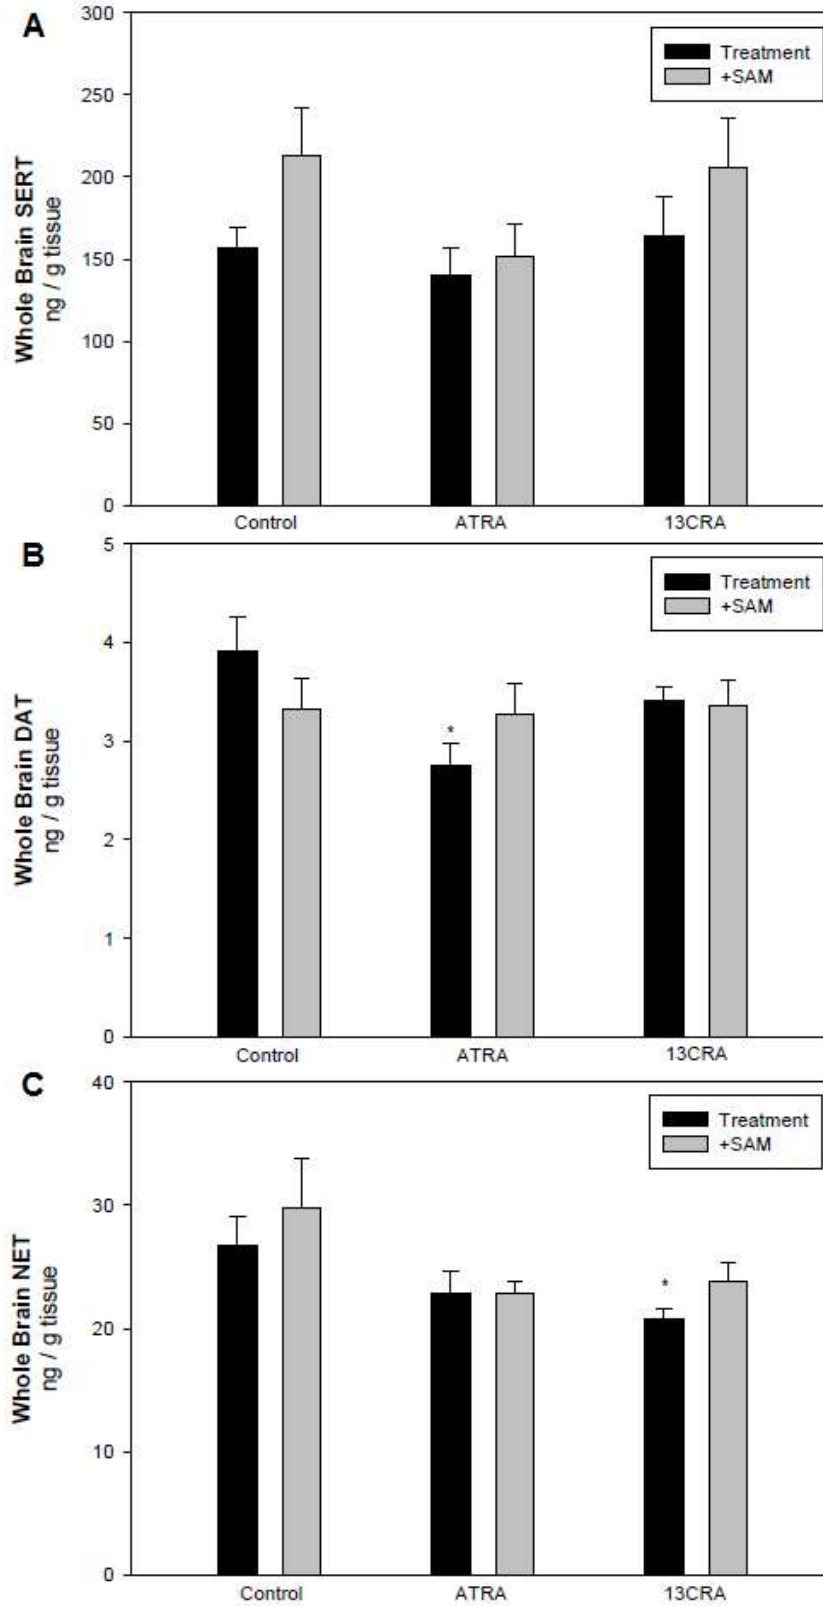 A
Whole Brain SERT
ng / g tissue
300
250
200
150
100
50
0
Treatment
+SAM
Control
ATRA
13CRA
B
Whole Brain DAT
ng / g tissue
5
4
3
2
1
0
Treatment
+SAM
*
Control
ATRA
13CRA
C
Whole Brain NET
ng / g tissue
40
30
20
10
0
Treatment
+SAM
*
Control
ATRA
13CRA